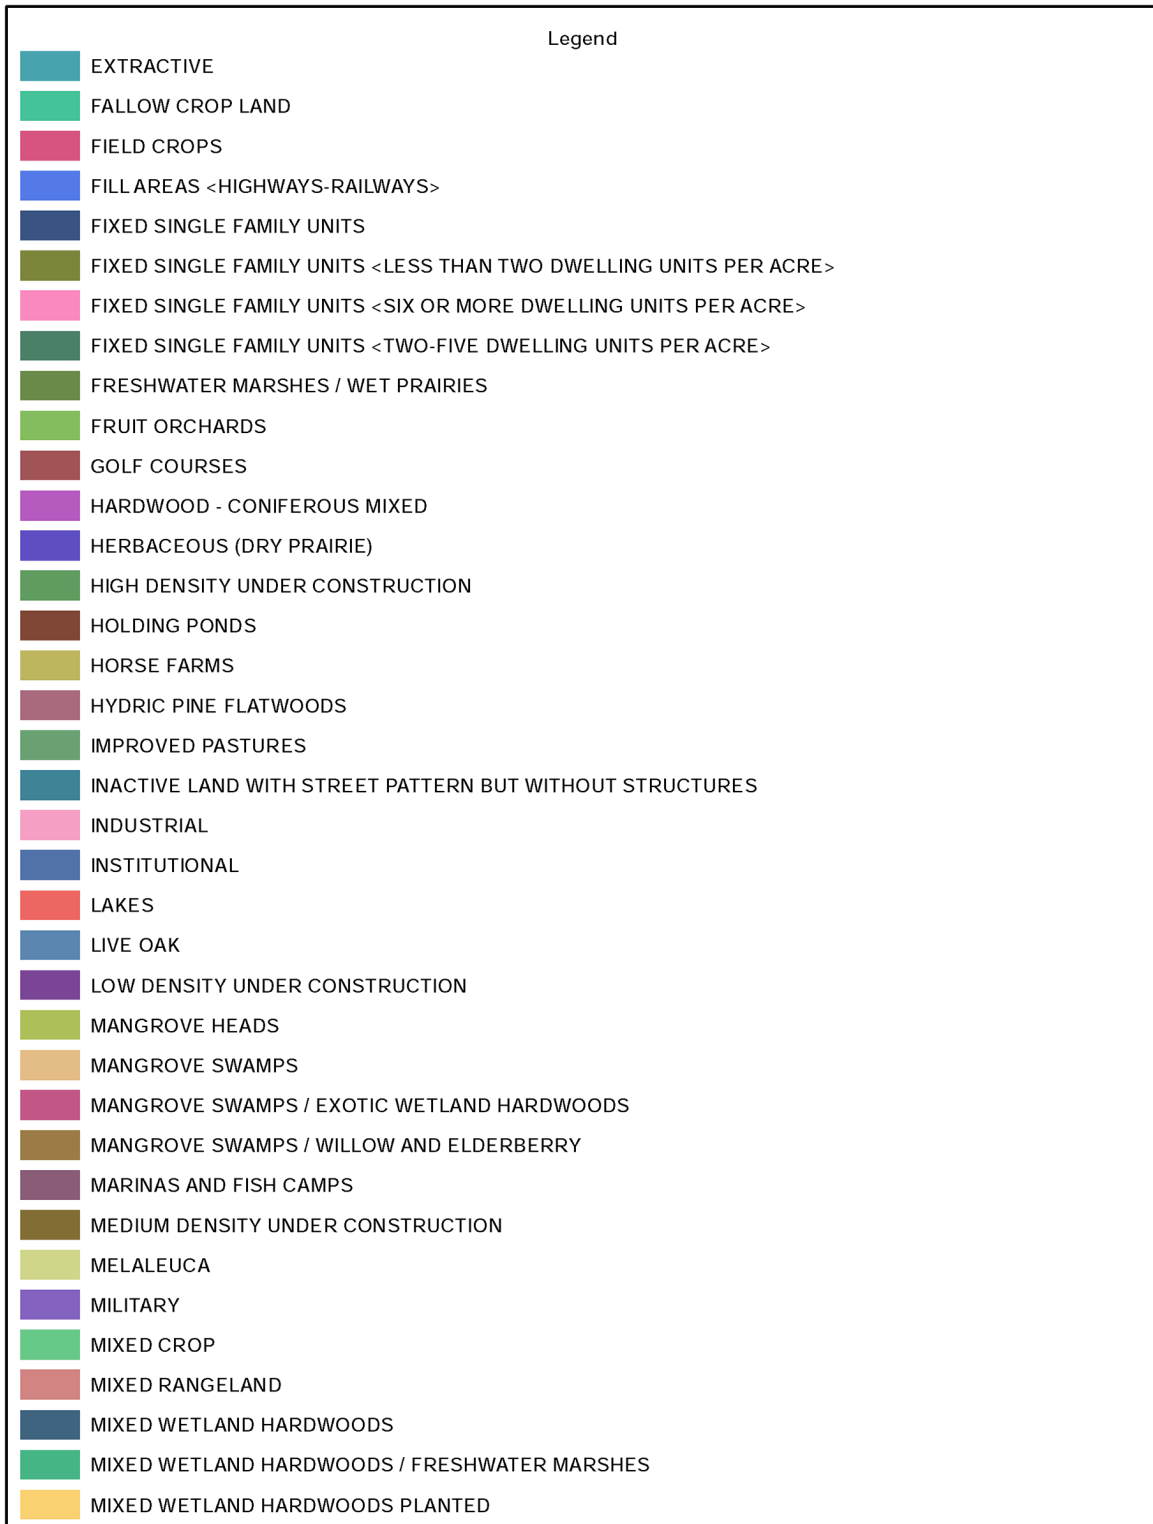 Legend
EXTRACTIVE
FALLOW CROP LAND
FIELD CROPS
FILL AREAS <HIGHWAYS-RAILWAYS>
FIXED SINGLE FAMILY UNITS
FIXED SINGLE FAMILY UNITS <LESS THAN TWO DWELLING UNITS PER ACRE>
FIXED SINGLE FAMILY UNITS <SIX OR MORE DWELLING UNITS PER ACRE>
FIXED SINGLE FAMILY UNITS <TWO-FIVE DWELLING UNITS PER ACRE>
FRESHWATER MARSHES / WET PRAIRIES
FRUIT ORCHARDS
GOLF COURSES
HARDWOOD - CONIFEROUS MIXED
HERBACEOUS (DRY PRAIRIE)
HIGH DENSITY UNDER CONSTRUCTION
HOLDING PONDS
HORSE FARMS
HYDRIC PINE FLATWOODS
IMPROVED PASTURES
INACTIVE LAND WITH STREET PATTERN BUT WITHOUT STRUCTURES
INDUSTRIAL
INSTITUTIONAL
LAKES
LIVE OAK
LOW DENSITY UNDER CONSTRUCTION
MANGROVE HEADS
MANGROVE SWAMPS
MANGROVE SWAMPS / EXOTIC WETLAND HARDWOODS
MANGROVE SWAMPS / WILLOW AND ELDERBERRY
MARINAS AND FISH CAMPS
MEDIUM DENSITY UNDER CONSTRUCTION
MELALEUCA
MILITARY
MIXED CROP
MIXED RANGELAND
MIXED WETLAND HARDWOODS
MIXED WETLAND HARDWOODS / FRESHWATER MARSHES
MIXED WETLAND HARDWOODS PLANTED